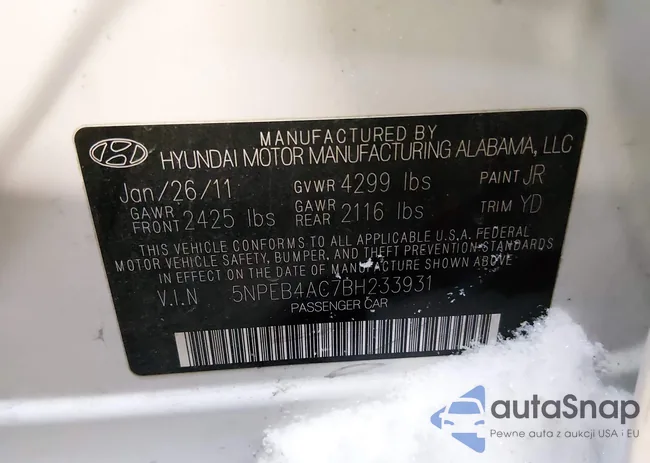 MANUFACTURED BY
HYUNDAI MOTOR MANUFACTURING ALABAMA, LLC
Jan/26/11 GVWR 4299 lbs PAINT JR
GAWR FRONT 2425 lbs GAWR REAR 2116 lbs TRIM YD
THIS VEHICLE CONFORMS TO ALL APPLICABLE U.S.A. FEDERAL
MOTOR VEHICLE SAFETY, BUMPER, AND THEFT PREVENTION STANDARDS
IN EFFECT ON THE DATE OF MANUFACTURE SHOWN ABOVE
V.I.N 5NPEB4AC7BH233931
PASSENGER CAR
autoSnap
Pewne auta z aukcji USA i EU